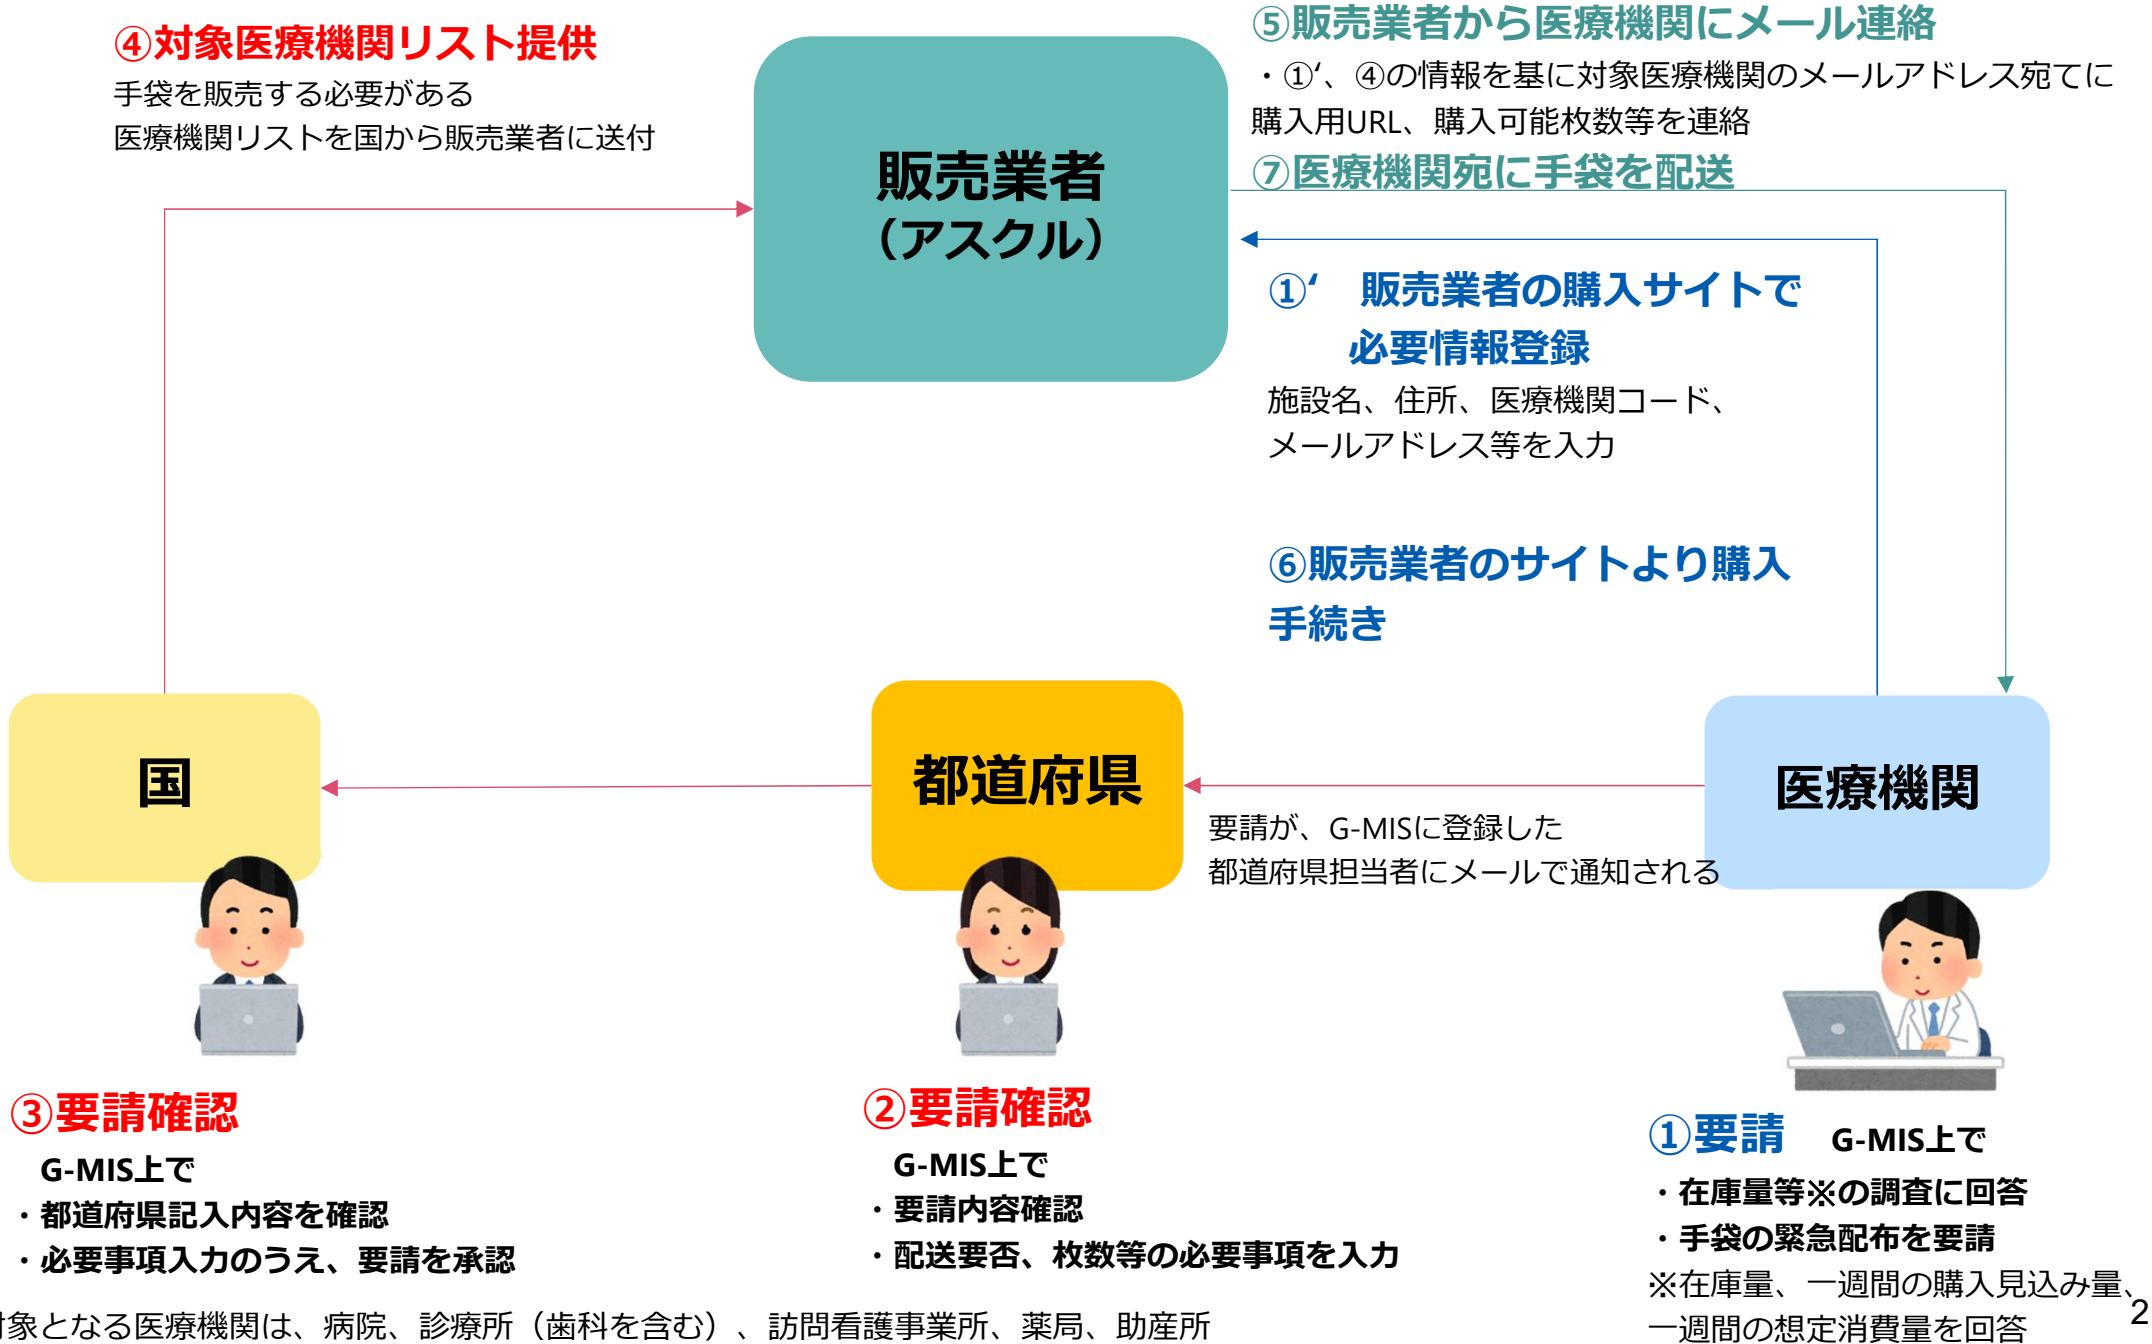 ④対象医療機関リスト提供
手袋を販売する必要がある
医療機関リストを国から販売業者に送付
販売業者
（アスクル）
⑤販売業者から医療機関にメール連絡
・①‘、④の情報を基に対象医療機関のメールアドレス宛てに
購入用URL、購入可能枚数等を連絡
⑦医療機関宛に手袋を配送
①‘　販売業者の購入サイトで
必要情報登録
施設名、住所、医療機関コード、
メールアドレス等を入力
⑥販売業者のサイトより購入
手続き
国
都道府県
医療機関
要請が、G-MISに登録した
都道府県担当者にメールで通知される
③要請確認
G-MIS上で
・都道府県記入内容を確認
・必要事項入力のうえ、要請を承認
②要請確認
G-MIS上で
・要請内容確認
・配送要否、枚数等の必要事項を入力
①要請　G-MIS上で
・在庫量等※の調査に回答
・手袋の緊急配布を要請
※在庫量、一週間の購入見込み量、
一週間の想定消費量を回答
対象となる医療機関は、病院、診療所（歯科を含む）、訪問看護事業所、薬局、助産所
2